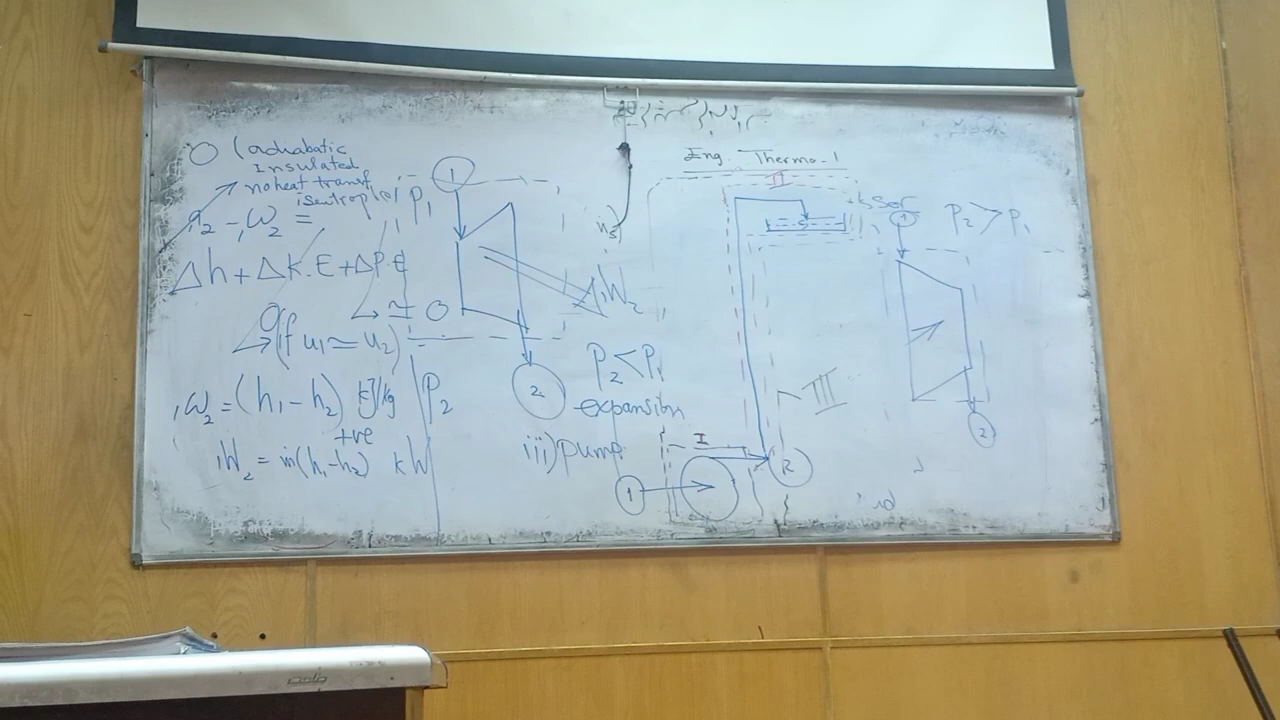 Eng. Thermo-1
O (adiabatic
Insulated
no heat transf
isentropic)
₁q₂ - ₁w₂ =
Δh + Δk.E + ΔP.E
0
≈ 0
(if u₁ ≈ u₂)
₁w₂ = (h₁ - h₂) kJ/kg
+ve
₁W₂ = ṁ(h₁-h₂) kW
P₁
1
₁W₂
2
P₂
P₂ < P₁
expansion
iii) pump
1
I
2
II
III
1
P₂ > P₁
2